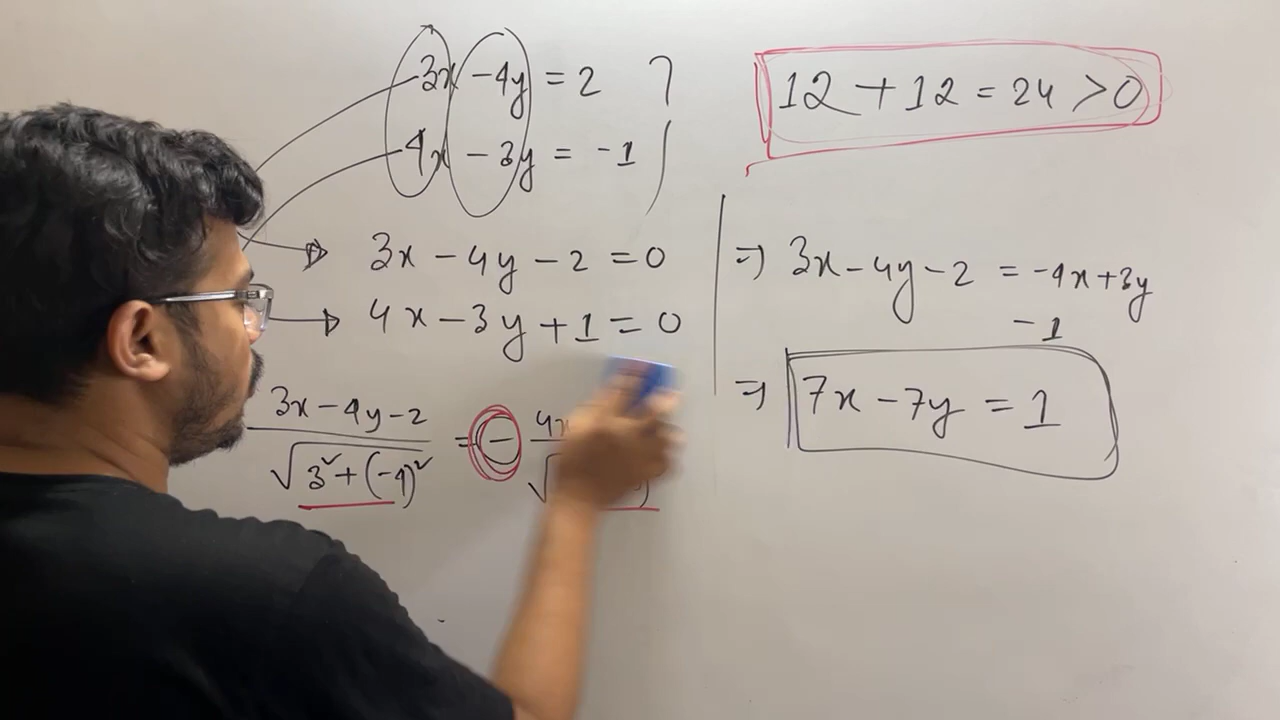 3x - 4y = 2
4x - 3y = -1
3x - 4y - 2 = 0
4x - 3y + 1 = 0
3x - 4y - 2 / √3² + (-4)² = - 4x
12 + 12 = 24 > 0
⇒ 3x - 4y - 2 = -4x + 3y
- 1
⇒ 7x - 7y = 1